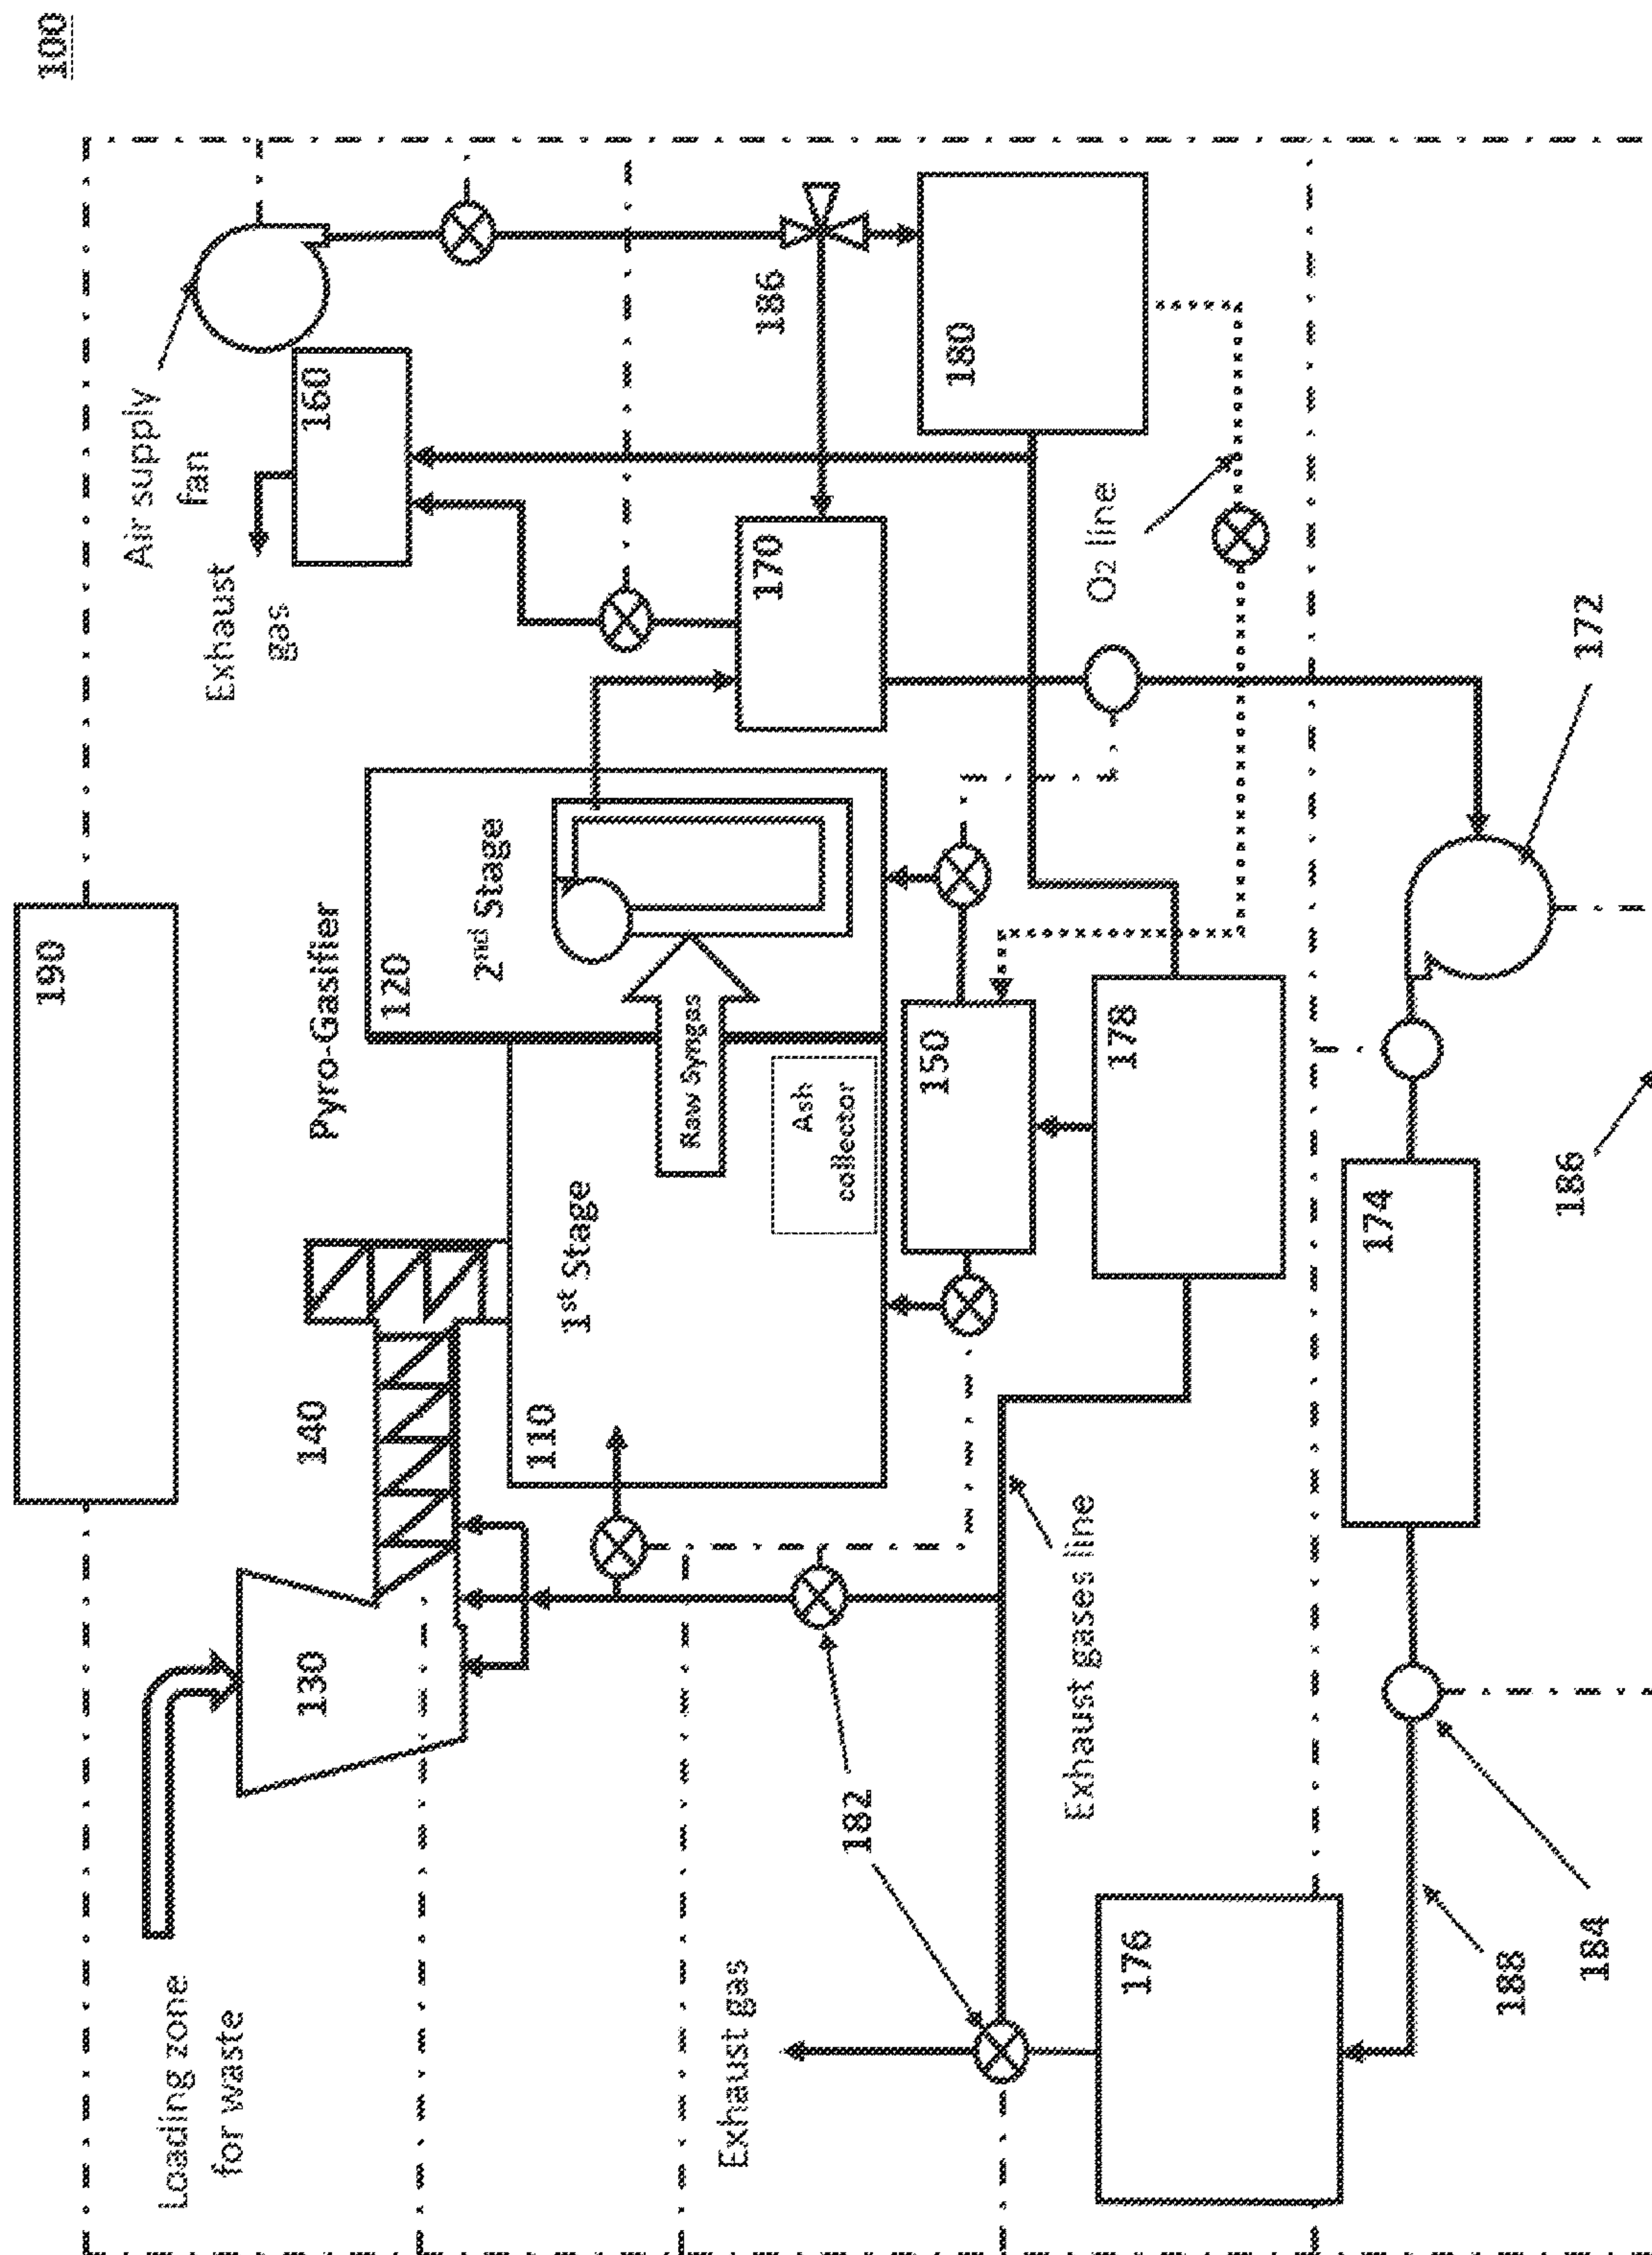 100
190
Loading zone
for waste
130
140
Pyro-Gasifier
120
2nd Stage
110
1st Stage
Raw Syngas
Ash
collector
Air supply
fan
Exhaust
gas
160
170
186
180
O2 line
150
178
182
Exhaust gas
Exhaust gases line
176
174
172
186
188
184